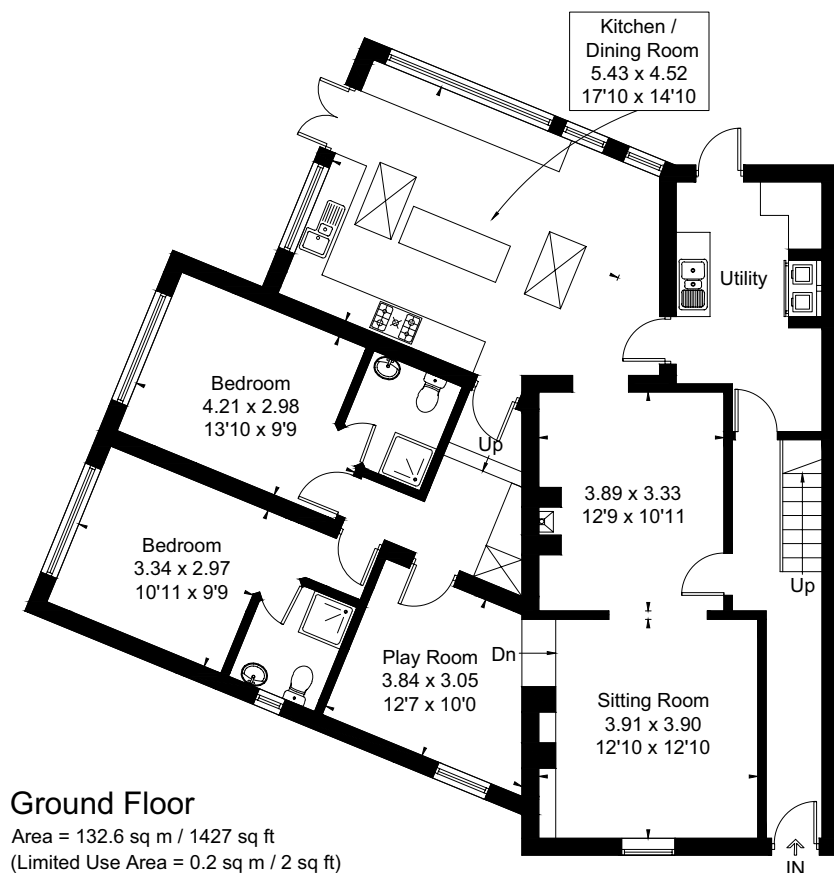 Kitchen /
Dining Room
5.43 x 4.52
17'10 x 14'10
Utility
Bedroom
4.21 x 2.98
13'10 x 9'9
Up
3.89 x 3.33
12'9 x 10'11
Bedroom
3.34 x 2.97
10'11 x 9'9
Up
Play Room
3.84 x 3.05
12'7 x 10'0
Dn
Sitting Room
3.91 x 3.90
12'10 x 12'10
Ground Floor
Area = 132.6 sq m / 1427 sq ft
(Limited Use Area = 0.2 sq m / 2 sq ft)
IN